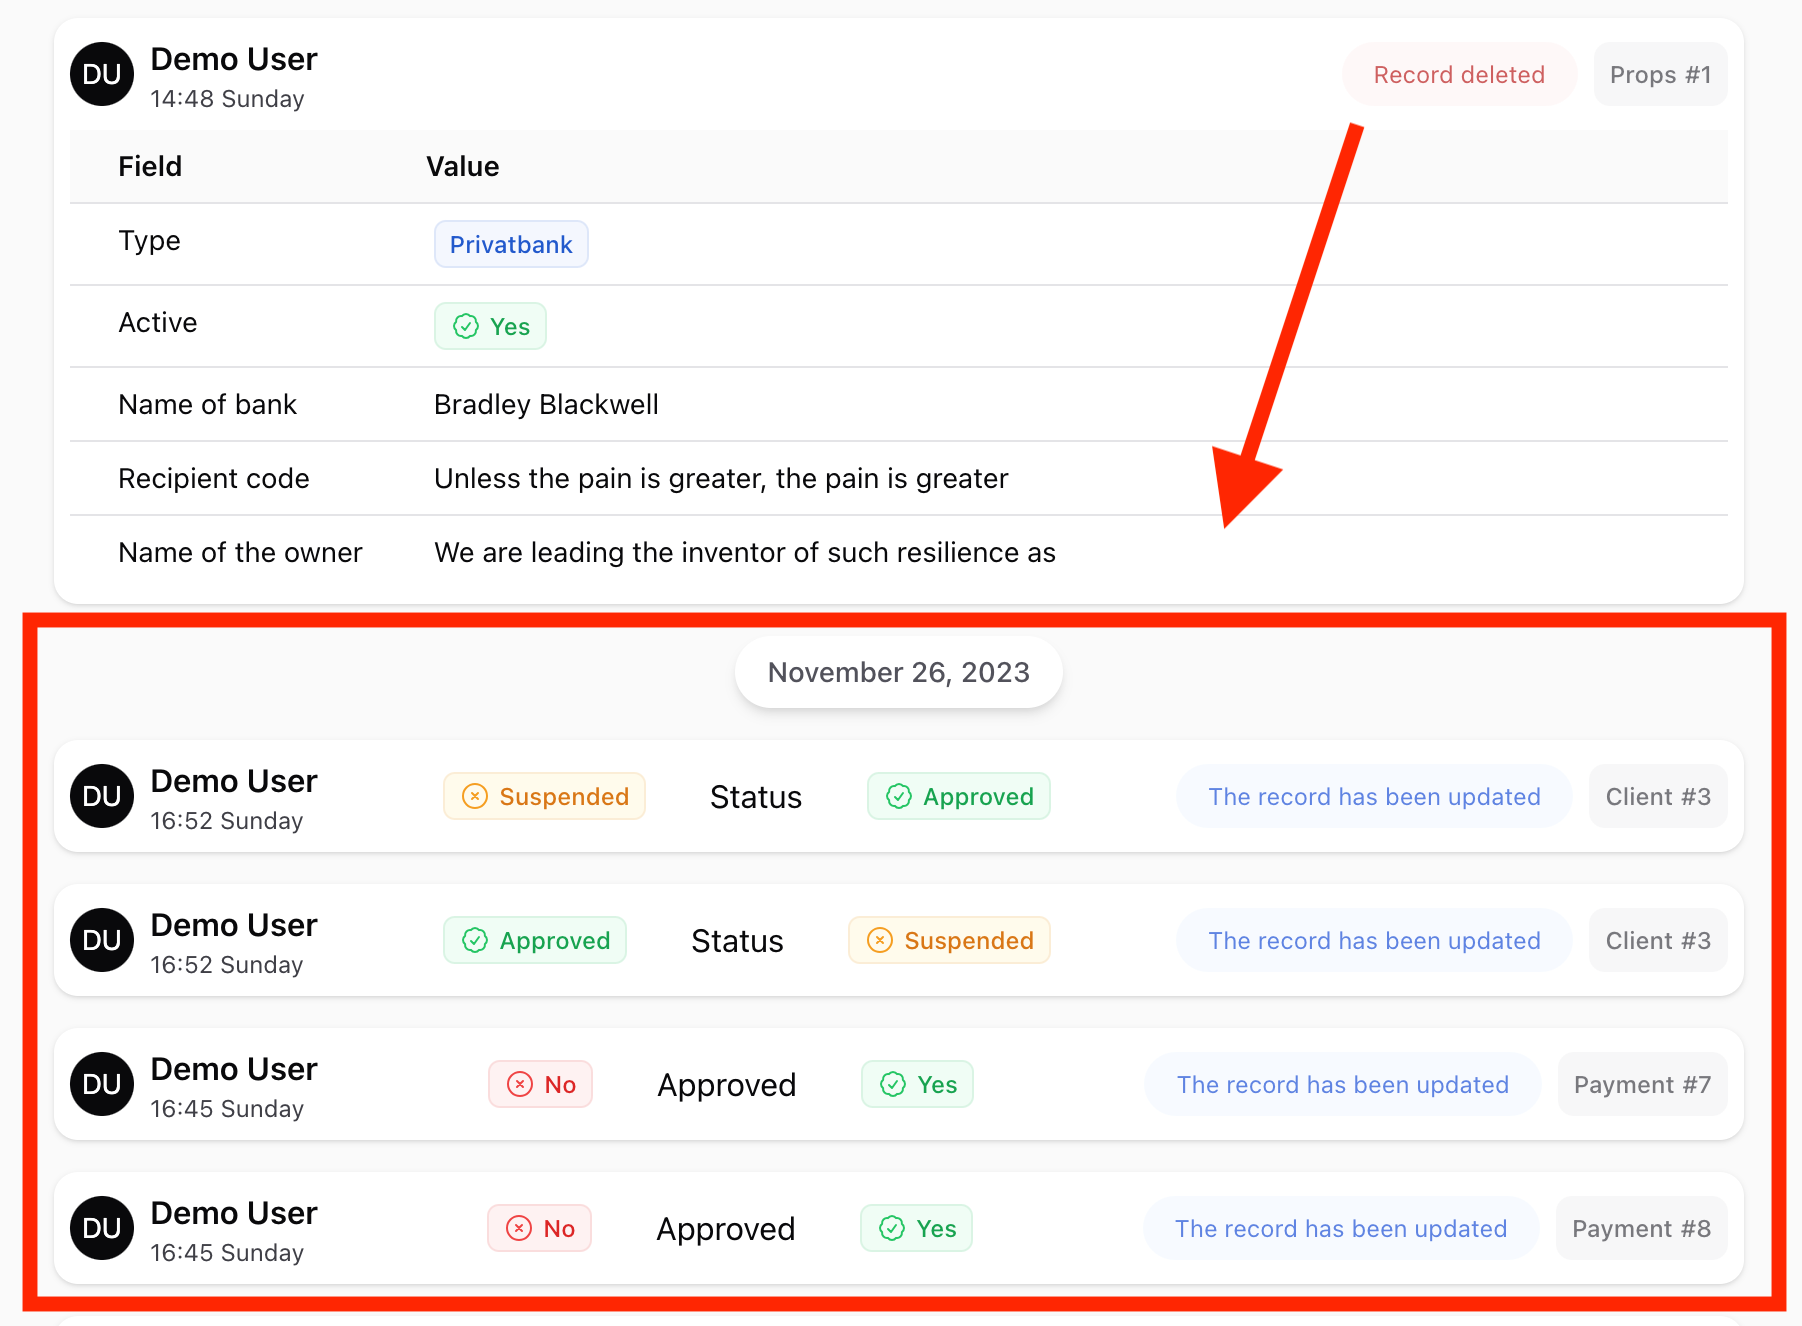 DU Demo User Record deleted Props #1
14:48 Sunday
Field Value
Type Privatbank
Active Yes
Name of bank Bradley Blackwell
Recipient code Unless the pain is greater, the pain is greater
Name of the owner We are leading the inventor of such resilience as
November 26, 2023
DU Demo User Suspended Status Approved The record has been updated Client #3
16:52 Sunday
DU Demo User Approved Status Suspended The record has been updated Client #3
16:52 Sunday
DU Demo User No Approved Yes The record has been updated Payment #7
16:45 Sunday
DU Demo User No Approved Yes The record has been updated Payment #8
16:45 Sunday